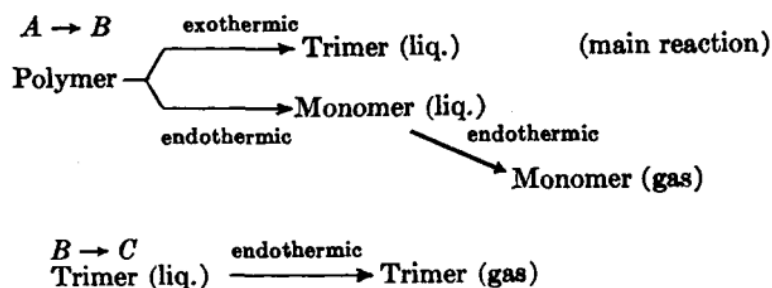 A → B
exothermic
Polymer Trimer (liq.) (main reaction)
Monomer (liq.)
endothermic endothermic
Monomer (gas)
B → C endothermic
Trimer (liq.) Trimer (gas)